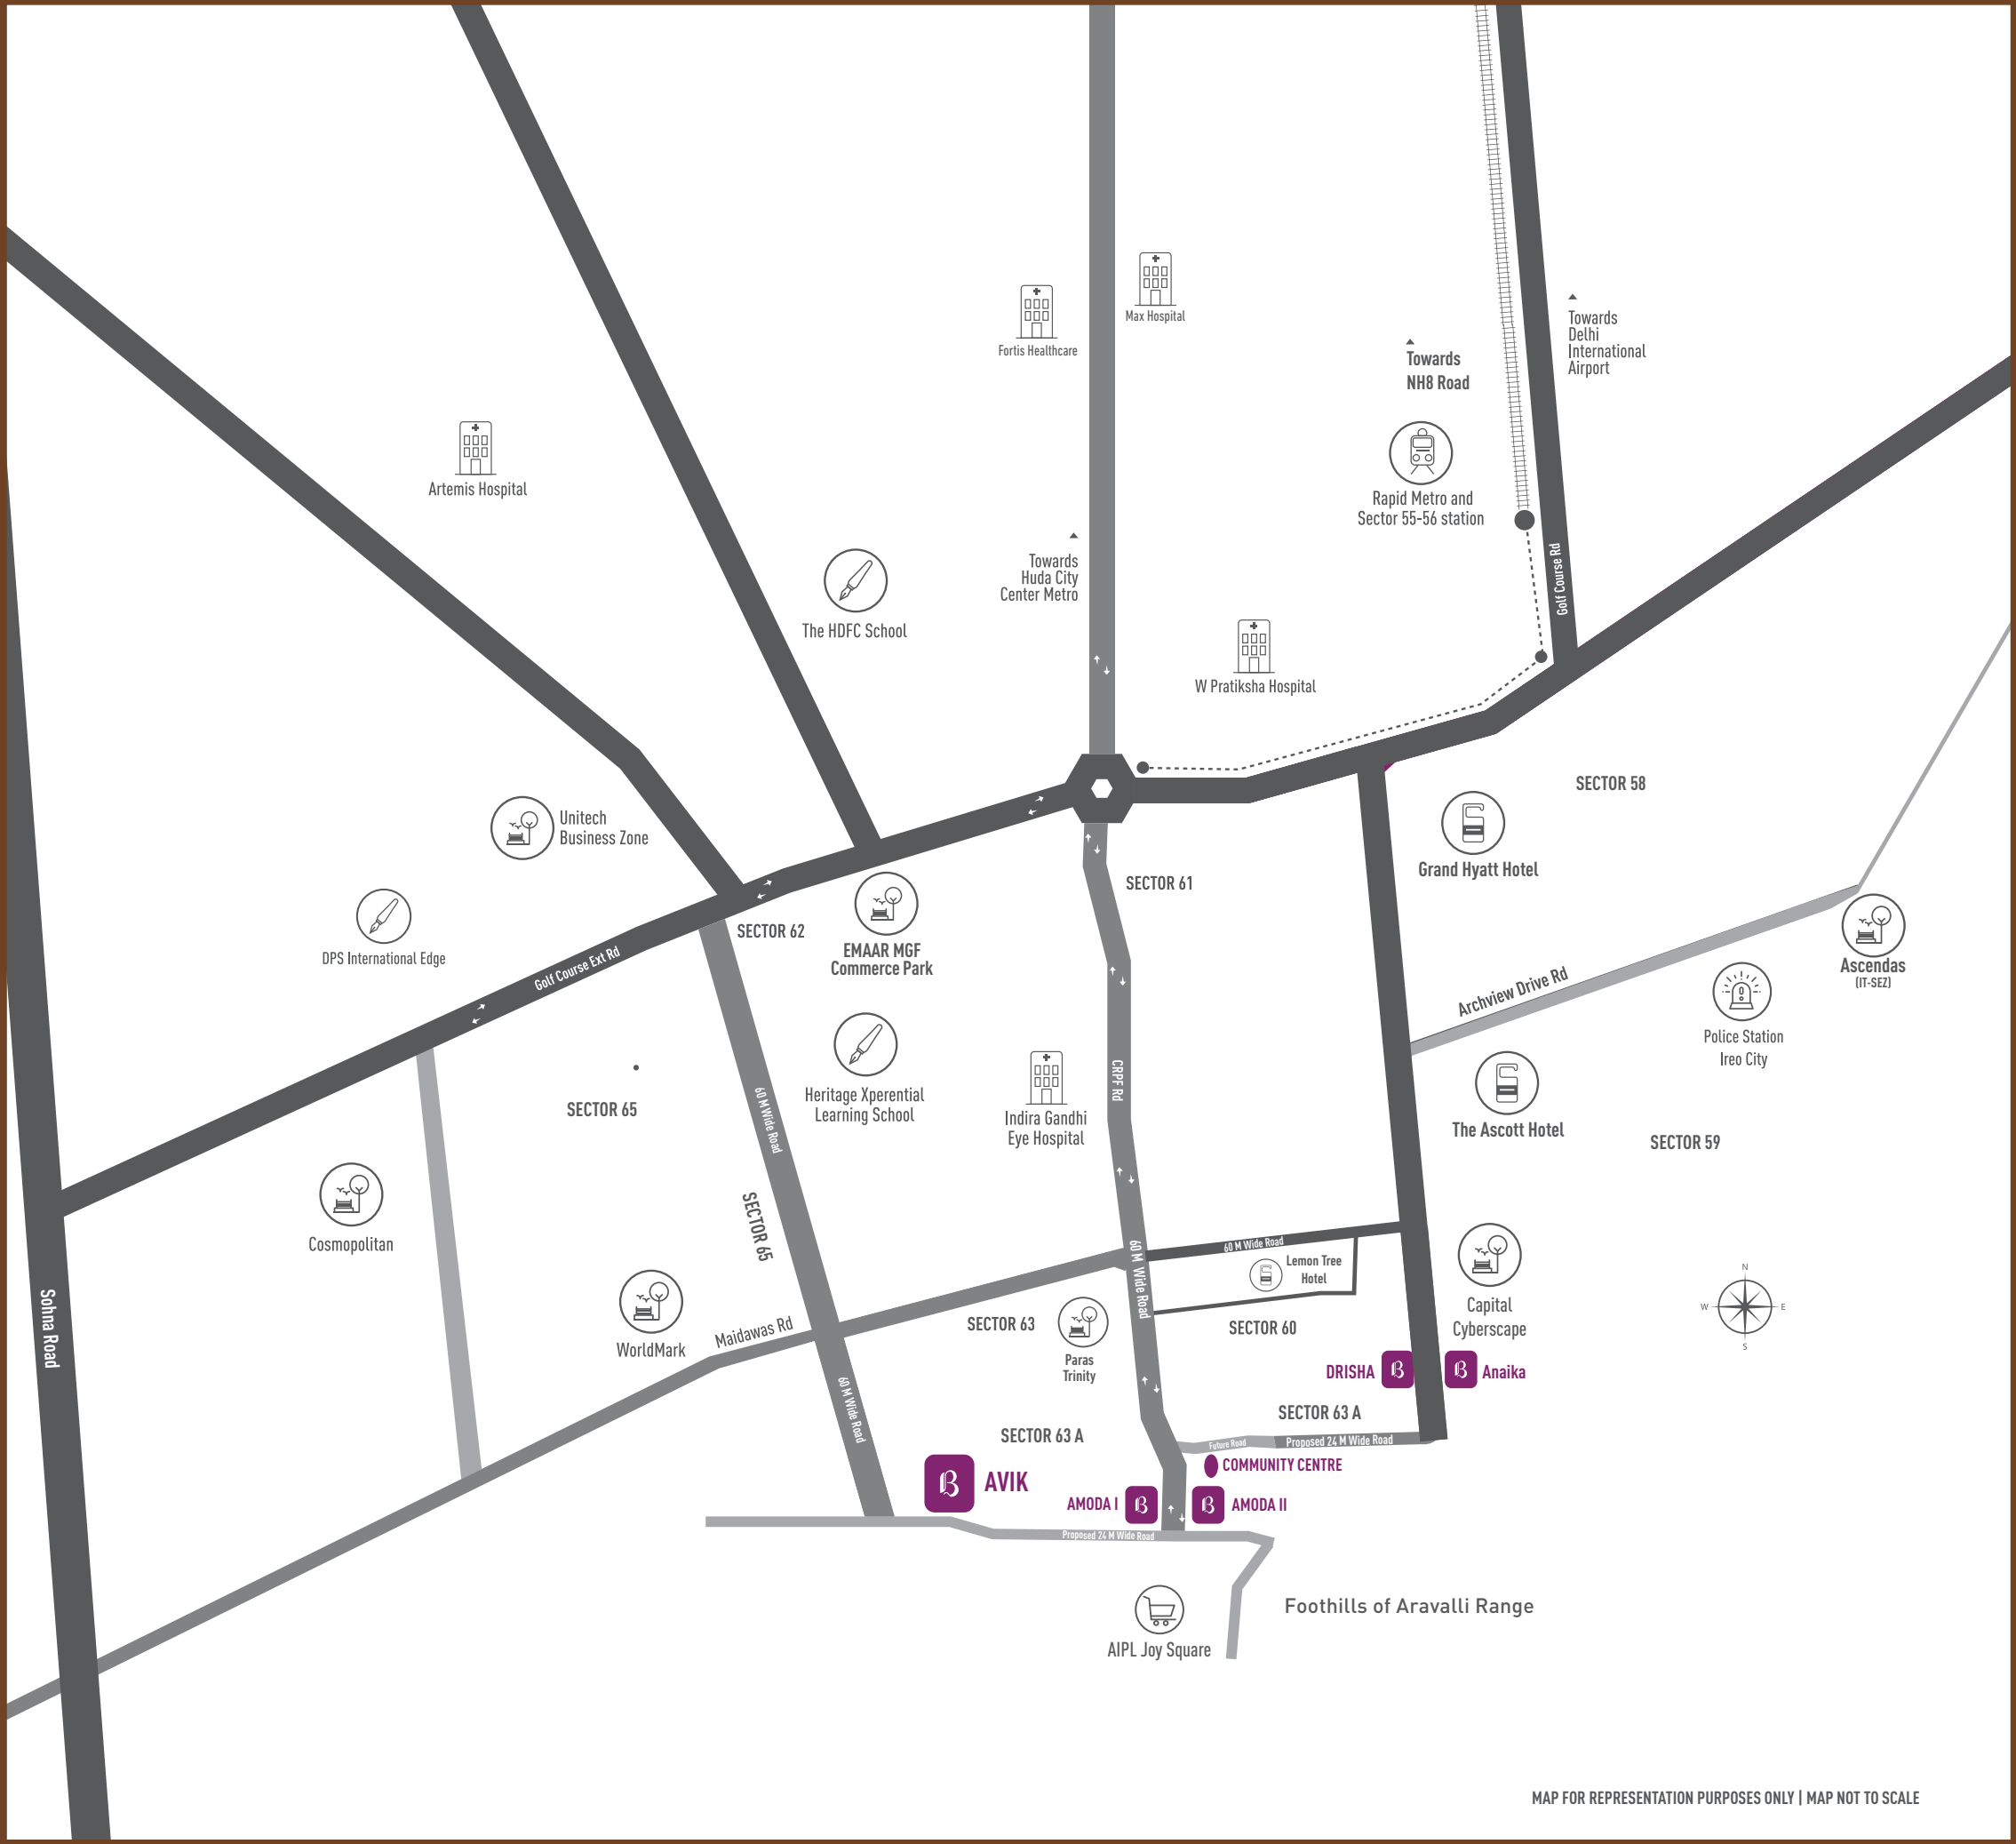 Max Hospital
Fortis Healthcare
Towards
Delhi
International
Airport
Towards
NH8 Road
Artemis Hospital
Rapid Metro and
Sector 55-56 station
Golf Course Rd
Towards
Huda City
Center Metro
The HDFC School
W Pratiksha Hospital
SECTOR 58
Unitech
Business Zone
Grand Hyatt Hotel
SECTOR 61
SECTOR 62
EMAAR MGF
Commerce Park
DPS International Edge
Golf Course Ext Rd
Archview Drive Rd
Ascendas
(IT-SEZ)
Police Station
Ireo City
CRPF Rd
Heritage Xperential
Learning School
Indira Gandhi
Eye Hospital
60 M Wide Road
SECTOR 65
The Ascott Hotel
SECTOR 59
SECTOR 65
Cosmopolitan
60 M Wide Road
Lemon Tree
Hotel
60 M Wide Road
Capital
Cyberscape
N
W
E
S
Sohna Road
WorldMark
Maidawas Rd
SECTOR 63
Paras
Trinity
SECTOR 60
DRISHA
B
B
Anaika
60 M Wide Road
SECTOR 63 A
SECTOR 63 A
Future Road
Proposed 24 M Wide Road
COMMUNITY CENTRE
B
AVIK
AMODA I
B
B
AMODA II
Proposed 24 M Wide Road
AIPL Joy Square
Foothills of Aravalli Range
MAP FOR REPRESENTATION PURPOSES ONLY | MAP NOT TO SCALE